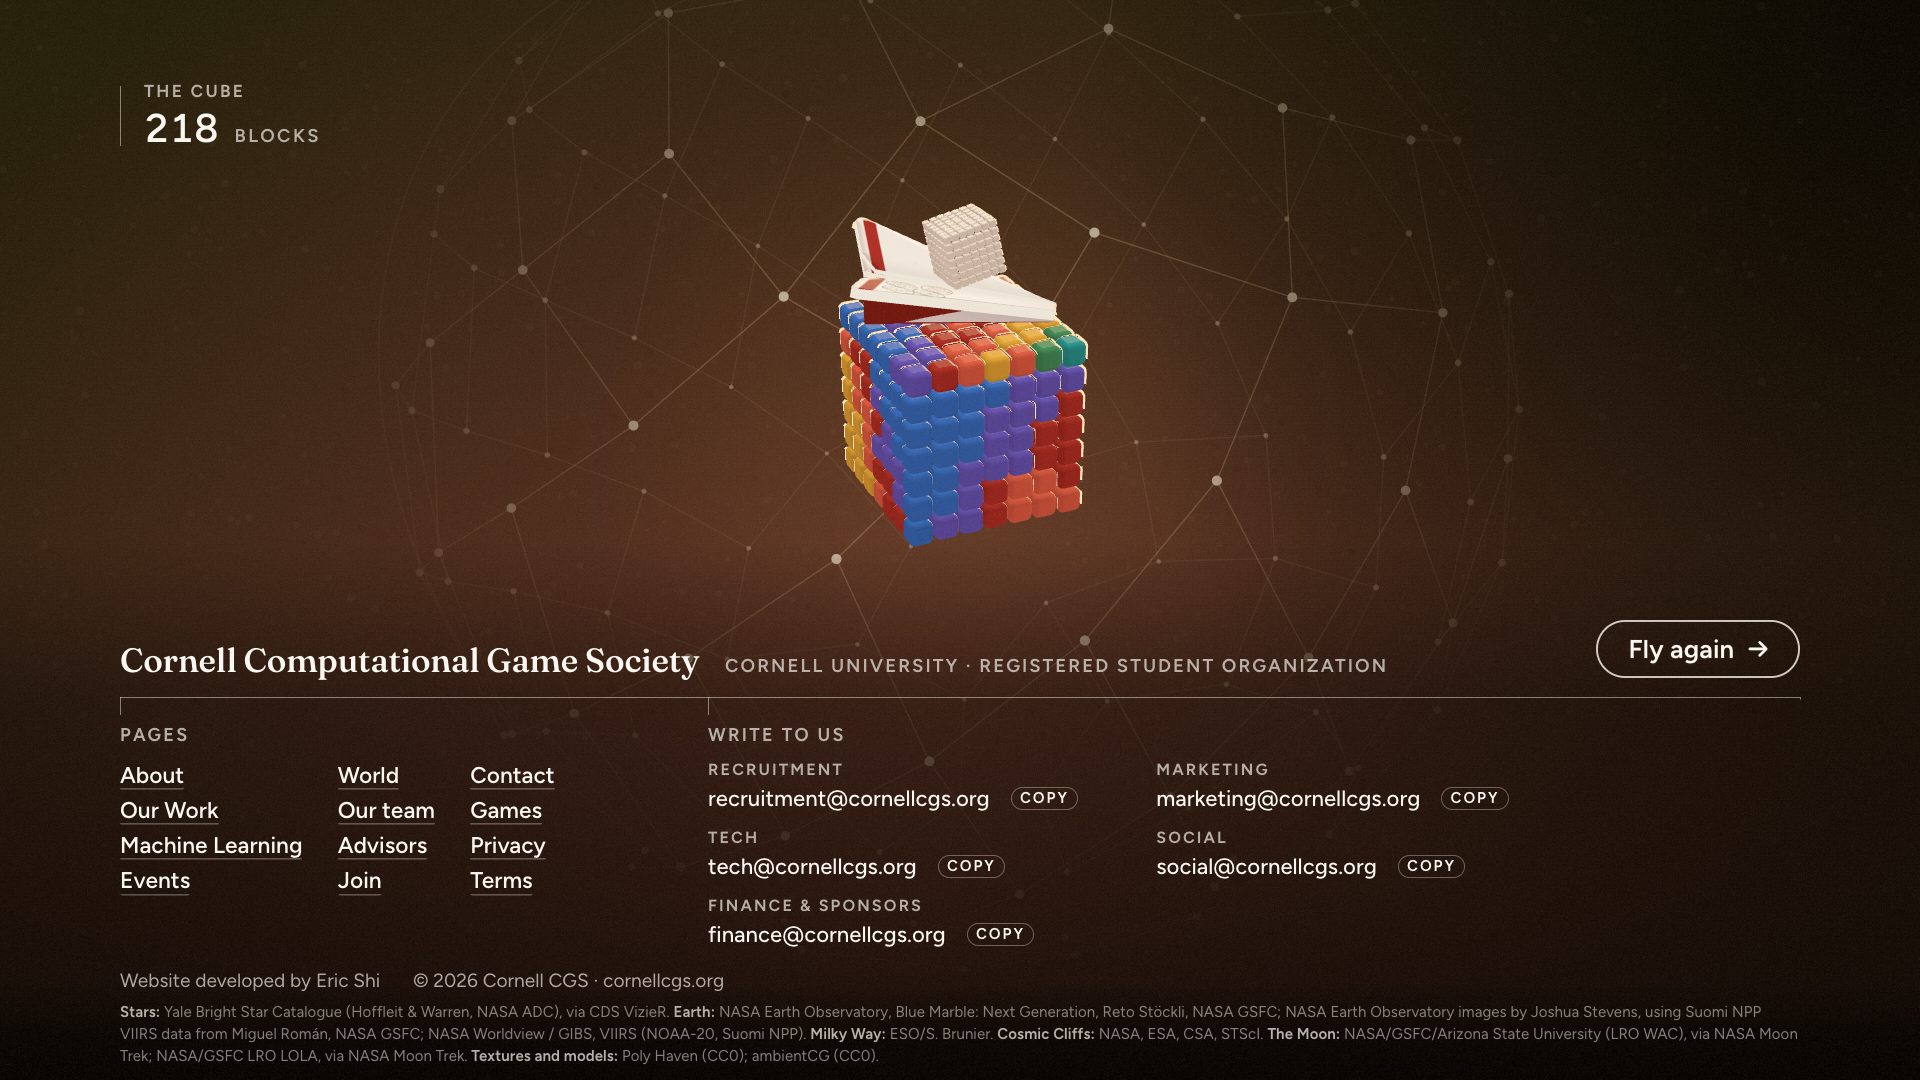 THE CUBE
218 BLOCKS
Cornell Computational Game Society CORNELL UNIVERSITY · REGISTERED STUDENT ORGANIZATION
Fly again →
PAGES
About
Our Work
Machine Learning
Events
World
Our team
Advisors
Join
Contact
Games
Privacy
Terms
WRITE TO US
RECRUITMENT
recruitment@cornellcgs.org COPY
MARKETING
marketing@cornellcgs.org COPY
TECH
tech@cornellcgs.org COPY
SOCIAL
social@cornellcgs.org COPY
FINANCE & SPONSORS
finance@cornellcgs.org COPY
Website developed by Eric Shi © 2026 Cornell CGS · cornellcgs.org
Stars: Yale Bright Star Catalogue (Hoffleit & Warren, NASA ADC), via CDS VizieR. Earth: NASA Earth Observatory, Blue Marble: Next Generation, Reto Stöckli, NASA GSFC; NASA Earth Observatory images by Joshua Stevens, using Suomi NPP
VIIRS data from Miguel Román, NASA GSFC; NASA Worldview / GIBS, VIIRS (NOAA-20, Suomi NPP). Milky Way: ESO/S. Brunier. Cosmic Cliffs: NASA, ESA, CSA, STScI. The Moon: NASA/GSFC/Arizona State University (LRO WAC), via NASA Moon
Trek; NASA/GSFC LRO LOLA, via NASA Moon Trek. Textures and models: Poly Haven (CC0); ambientCG (CC0).